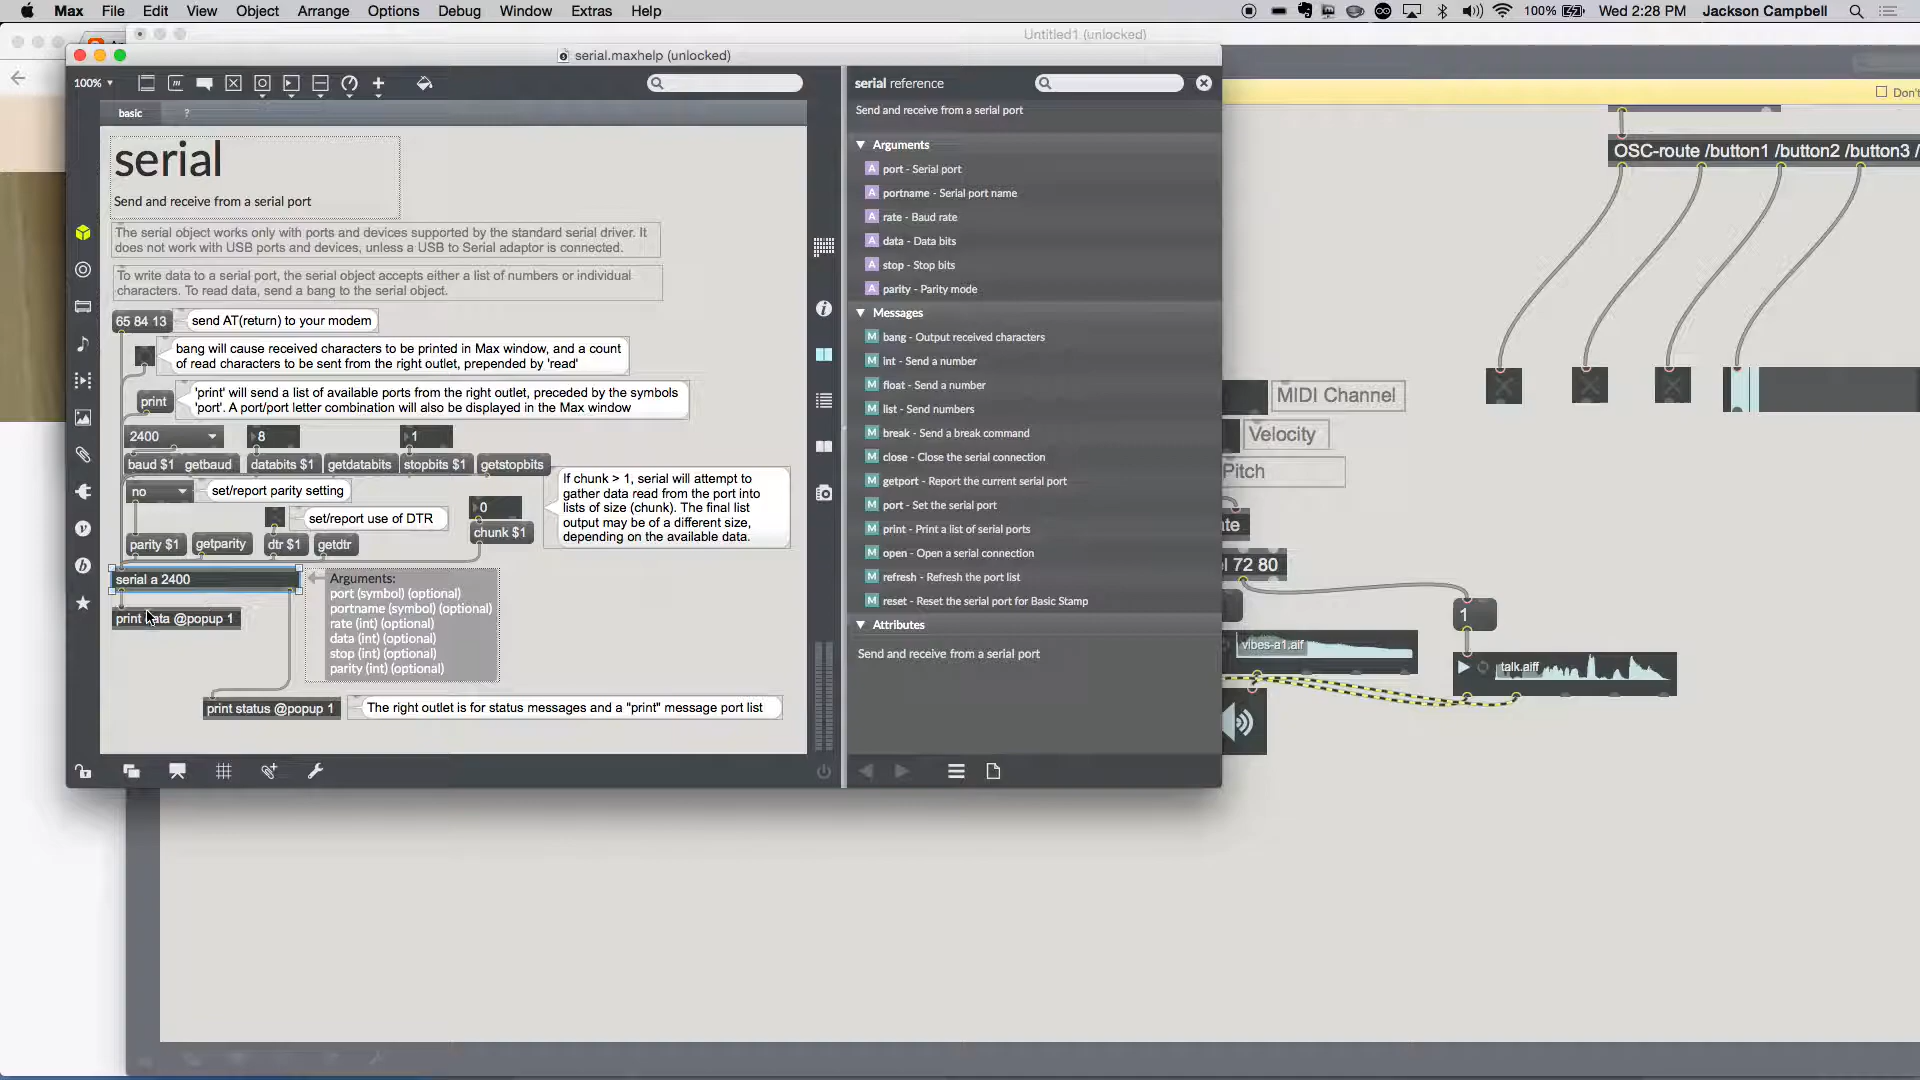 Max File Edit View Object Arrange Options Debug Window Extras Help
100% Wed 2:28 PM Jackson Campbell
Untitled1 (unlocked)
serial.maxhelp (unlocked)
100%
basic ?
serial
Send and receive from a serial port
The serial object works only with ports and devices supported by the standard serial driver. It
does not work with USB ports and devices, unless a USB to Serial adaptor is connected.
To write data to a serial port, the serial object accepts either a list of numbers or individual
characters. To read data, send a bang to the serial object.
65 84 13 send AT(return) to your modem
bang will cause received characters to be printed in Max window, and a count
of read characters to be sent from the right outlet, prepended by 'read'
print
'print' will send a list of available ports from the right outlet, preceded by the symbols
'port'. A port/port letter combination will also be displayed in the Max window
2400 8 1
baud $1 getbaud databits $1 getdatabits stopbits $1 getstopbits
no set/report parity setting
0
set/report use of DTR
chunk $1
If chunk > 1, serial will attempt to
gather data read from the port into
lists of size (chunk). The final list
output may be of a different size,
depending on the available data.
parity $1 getparity dtr $1 getdtr
serial a 2400
print data @popup 1
Arguments:
port (symbol) (optional)
portname (symbol) (optional)
rate (int) (optional)
data (int) (optional)
stop (int) (optional)
parity (int) (optional)
print status @popup 1 The right outlet is for status messages and a "print" message port list
serial reference
Send and receive from a serial port
Arguments
A port - Serial port
A portname - Serial port name
A rate - Baud rate
A data - Data bits
A stop - Stop bits
A parity - Parity mode
Messages
M bang - Output received characters
M int - Send a number
M float - Send a number
M list - Send numbers
M break - Send a break command
M close - Close the serial connection
M getport - Report the current serial port
M port - Set the serial port
M print - Print a list of serial ports
M open - Open a serial connection
M refresh - Refresh the port list
M reset - Reset the serial port for Basic Stamp
Attributes
Send and receive from a serial port
Don't
OSC-route /button1 /button2 /button3 /
MIDI Channel
Velocity
Pitch
72 80
1
vibes-a1.aif
talk.aiff